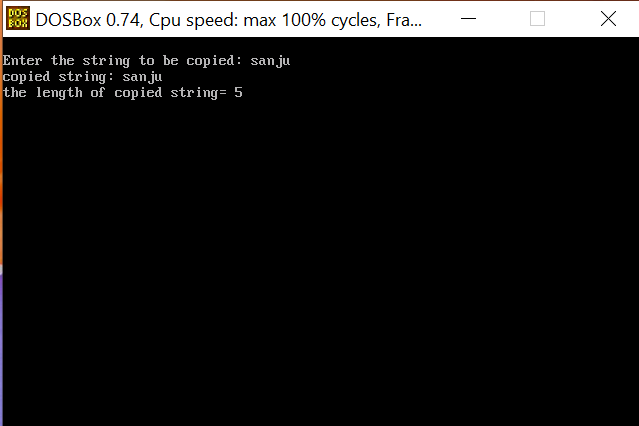 DOS
BOX
DOSBox 0.74, Cpu speed: max 100% cycles, Fra...
Enter the string to be copied: sanju
copied string: sanju
the length of copied string= 5